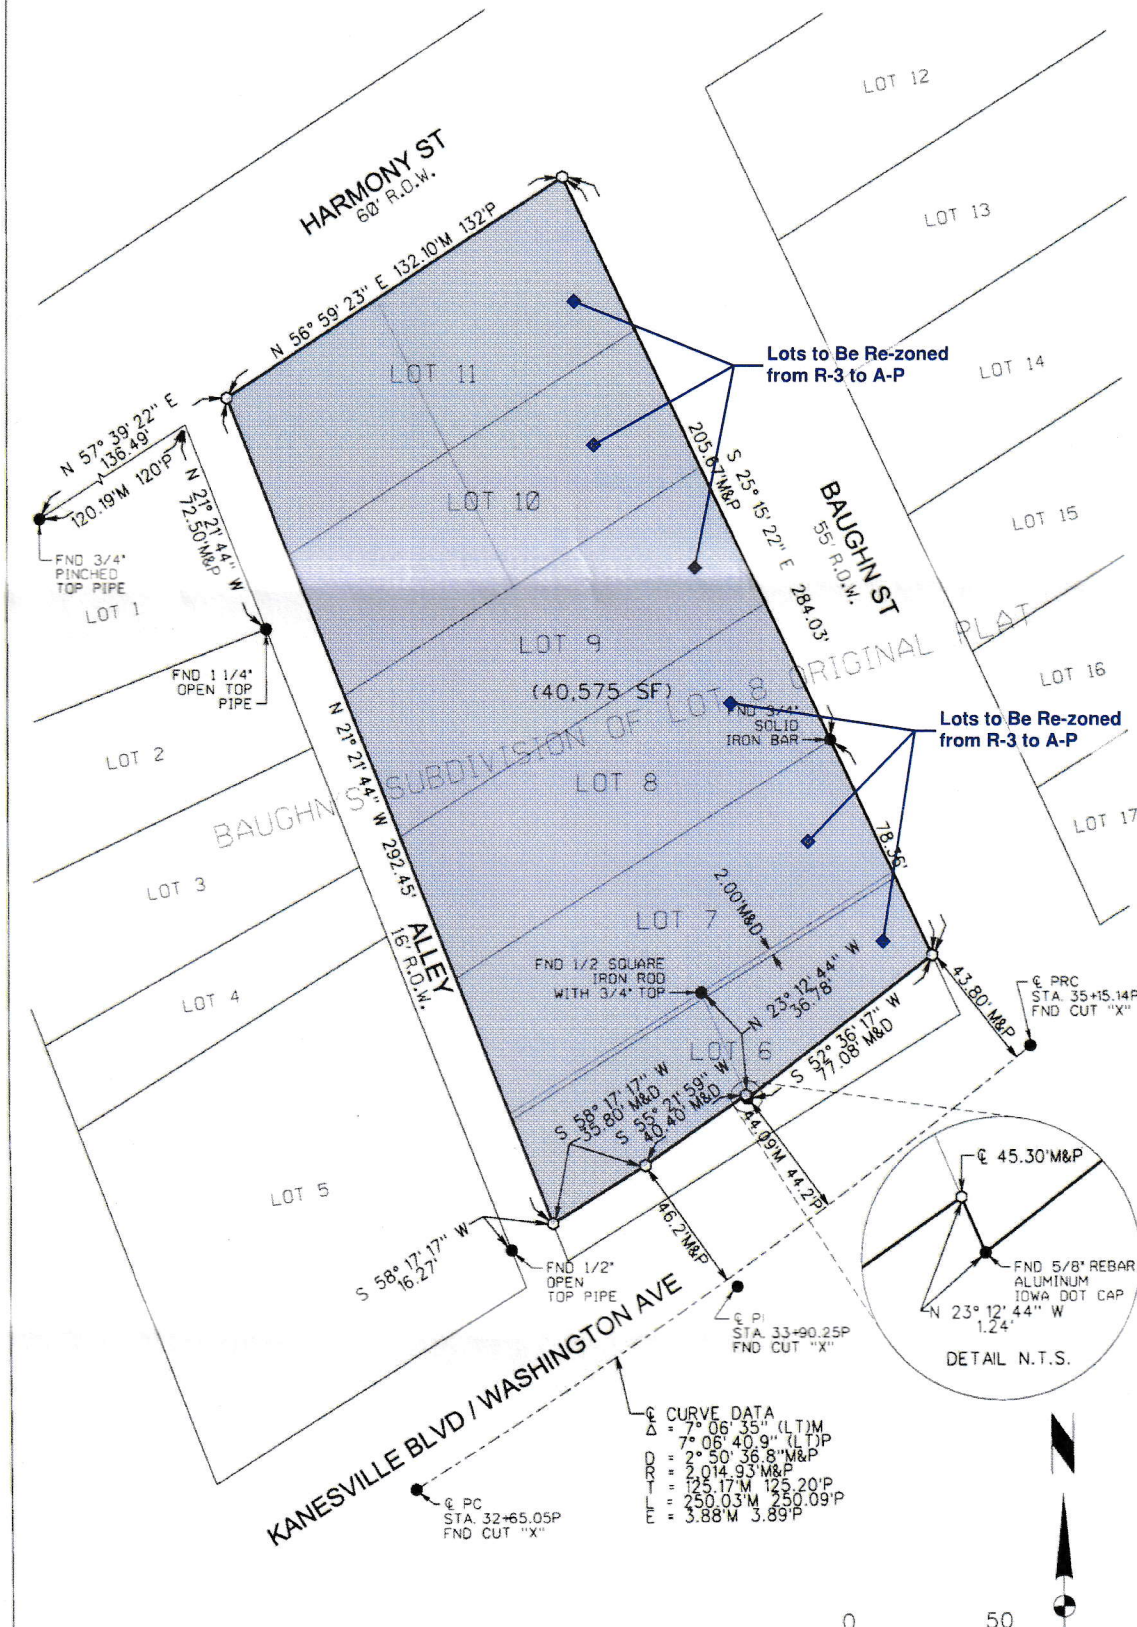 LOT 12
HARMONY ST
60' R.O.W.
LOT 13
N 56° 59' 23" E 132.10'M 132'P
Lots to Be Re-zoned
from R-3 to A-P
LOT 14
LOT 11
N 57° 39' 22" E
136.49'
120.19'M 120'P
N 21° 21' 44" W
72.50'M&P
LOT 10
205.67'M&P
S 25° 15' 22" E 284.03'
BAUGHN ST
55' R.O.W.
LOT 15
FND 3/4"
PINCHED
TOP PIPE
LOT 1
LOT 9
(40,575 SF)
BAUGHN'S SUBDIVISION OF LOT 8 ORIGINAL PLAT
LOT 16
FND 1 1/4"
OPEN TOP
PIPE
FND 3/4"
SOLID
IRON BAR
Lots to Be Re-zoned
from R-3 to A-P
LOT 2
N 21° 21' 44" W 292.45'
LOT 8
LOT 17
78.36'
LOT 3
LOT 7
2.00'M&D
ALLEY
16' R.O.W.
FND 1/2 SQUARE
IRON ROD
WITH 3/4" TOP
N 23° 12' 44" W
36.78'
LOT 4
43.80'M&P
℄ PRC
STA. 35+15.14P
FND CUT "X"
LOT 6
S 52° 36' 17" W
77.08' M&D
S 58° 17' 17" W
35.80' M&D
S 55° 21' 59" W
40.40' M&D
44.09'M 44.2'P
LOT 5
℄ 45.30'M&P
46.2'M&P
S 58° 17' 17" W
16.27'
FND 1/2"
OPEN
TOP PIPE
FND 5/8" REBAR
ALUMINUM
IOWA DOT CAP
N 23° 12' 44" W
1.24'
DETAIL N.T.S.
℄ PI
STA. 33+90.25P
FND CUT "X"
KANESVILLE BLVD / WASHINGTON AVE
℄ CURVE DATA
Δ = 7° 06' 35" (LT)M
7° 06' 40.9" (LT)P
D = 2° 50' 36.8"M&P
R = 2,014.93'M&P
T = 125.17'M 125.20'P
L = 250.03'M 250.09'P
E = 3.88'M 3.89'P
℄ PC
STA. 32+65.05P
FND CUT "X"
N
0 50